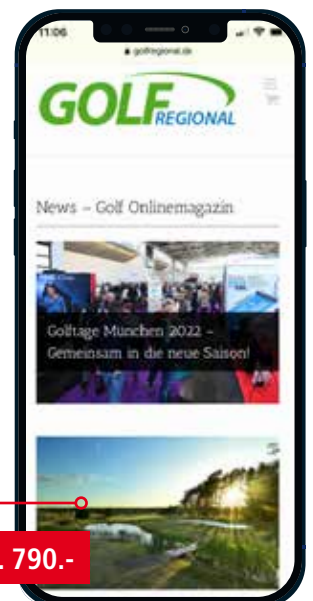 11:06
golfregional.de
GOLF
REGIONAL
News – Golf Onlinemagazin
Golftage München 2022 –
Gemeinsam in die neue Saison!
790.-